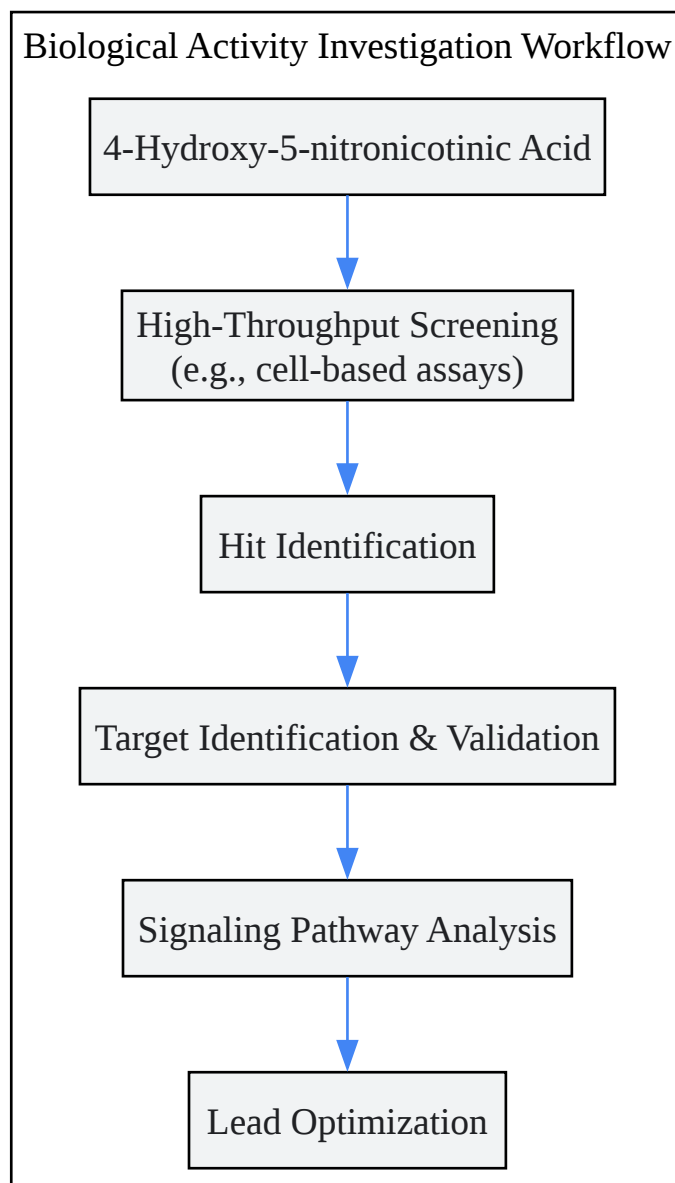 Biological Activity Investigation Workflow
4-Hydroxy-5-nitronicotinic Acid
High-Throughput Screening
(e.g., cell-based assays)
Hit Identification
Target Identification & Validation
Signaling Pathway Analysis
Lead Optimization